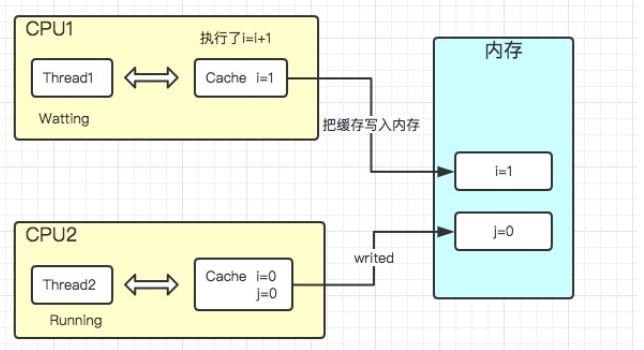 CPU1
执行了i=i+1
Thread1
Cache i=1
Watting
把缓存写入内存
内存
i=1
j=0
CPU2
writed
Thread2
Cache i=0
j=0
Running